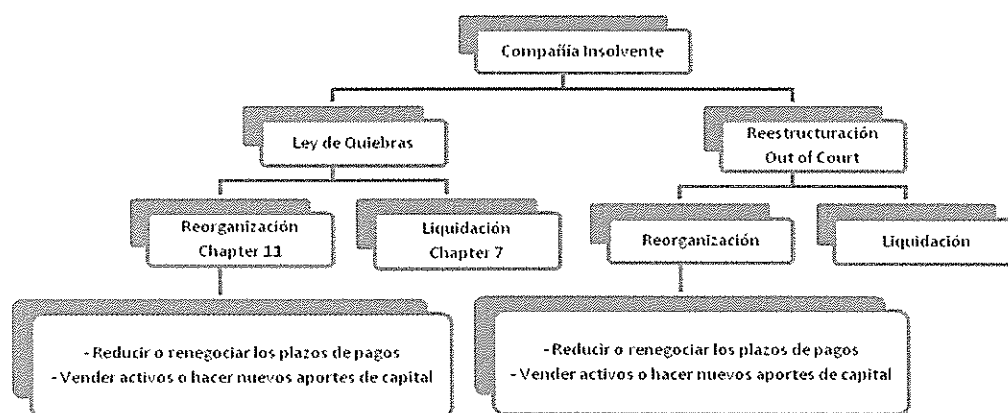 Compañía Insolvente
Ley de Quiebras
Reestructuración
Out of Court
Reorganización
Chapter 11
Liquidación
Chapter 7
Reorganización
Liquidación
- Reducir o renegociar los plazos de pagos
- Vender activos o hacer nuevos aportes de capital
- Reducir o renegociar los plazos de pagos
- Vender activos o hacer nuevos aportes de capital